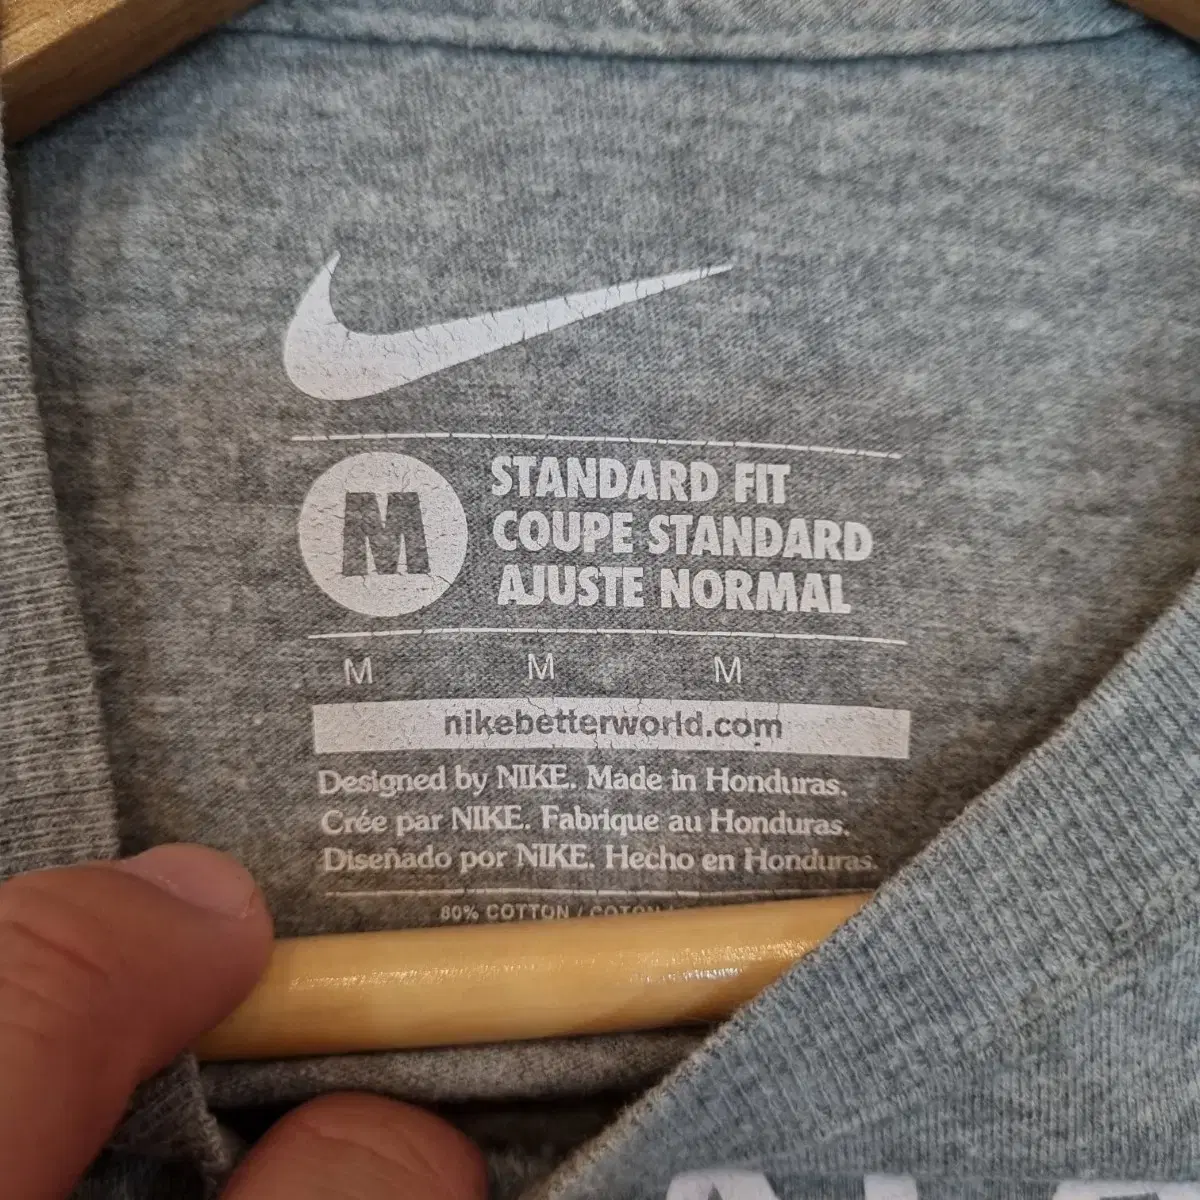 M
STANDARD FIT
COUPE STANDARD
AJUSTE NORMAL
M M M
nikebetterworld.com
Designed by NIKE. Made in Honduras.
Crée par NIKE. Fabrique au Honduras.
Diseñado por NIKE. Hecho en Honduras.
80% COTTON /